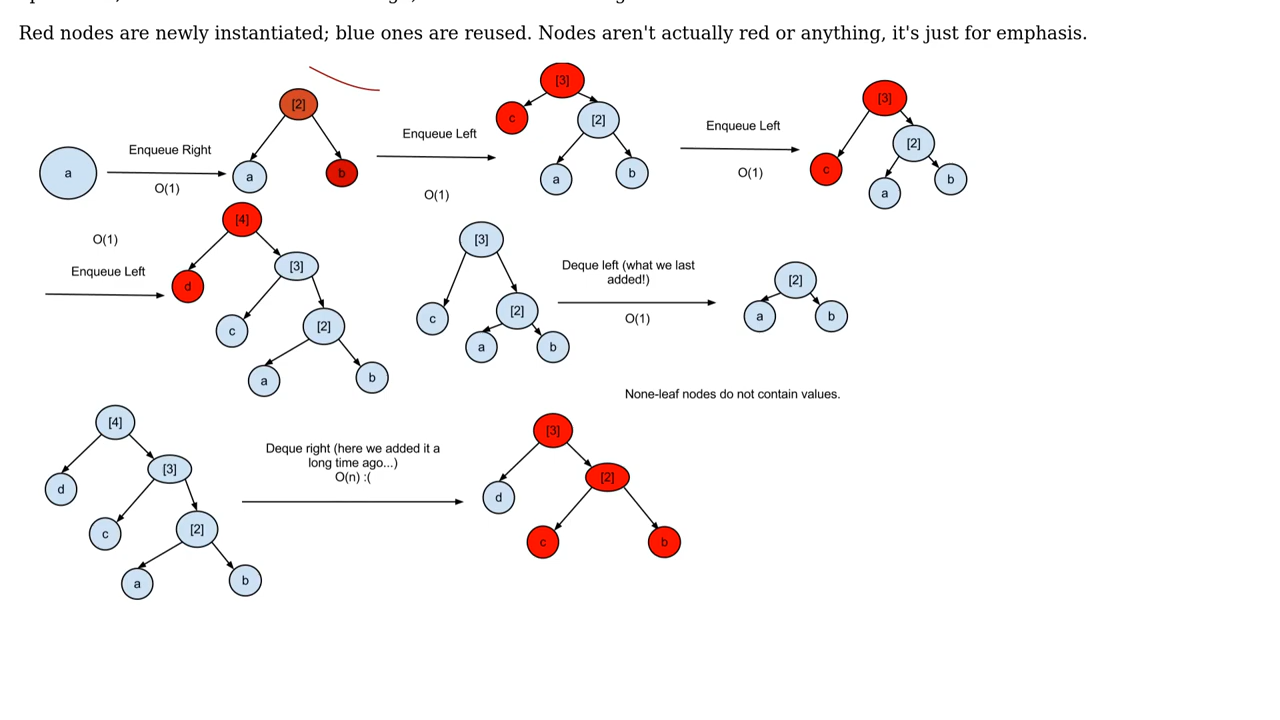 Red nodes are newly instantiated; blue ones are reused. Nodes aren't actually red or anything, it's just for emphasis.
a
Enqueue Right
O(1)
[2]
a
b
Enqueue Left
O(1)
[3]
c
[2]
a
b
Enqueue Left
O(1)
[3]
c
[2]
a
b
O(1)
Enqueue Left
[4]
d
[3]
c
[2]
a
b
[3]
c
[2]
a
b
Deque left (what we last
added!)
O(1)
[2]
a
b
None-leaf nodes do not contain values.
[4]
d
[3]
c
[2]
a
b
Deque right (here we added it a
long time ago...)
O(n) :(
[3]
d
[2]
c
b